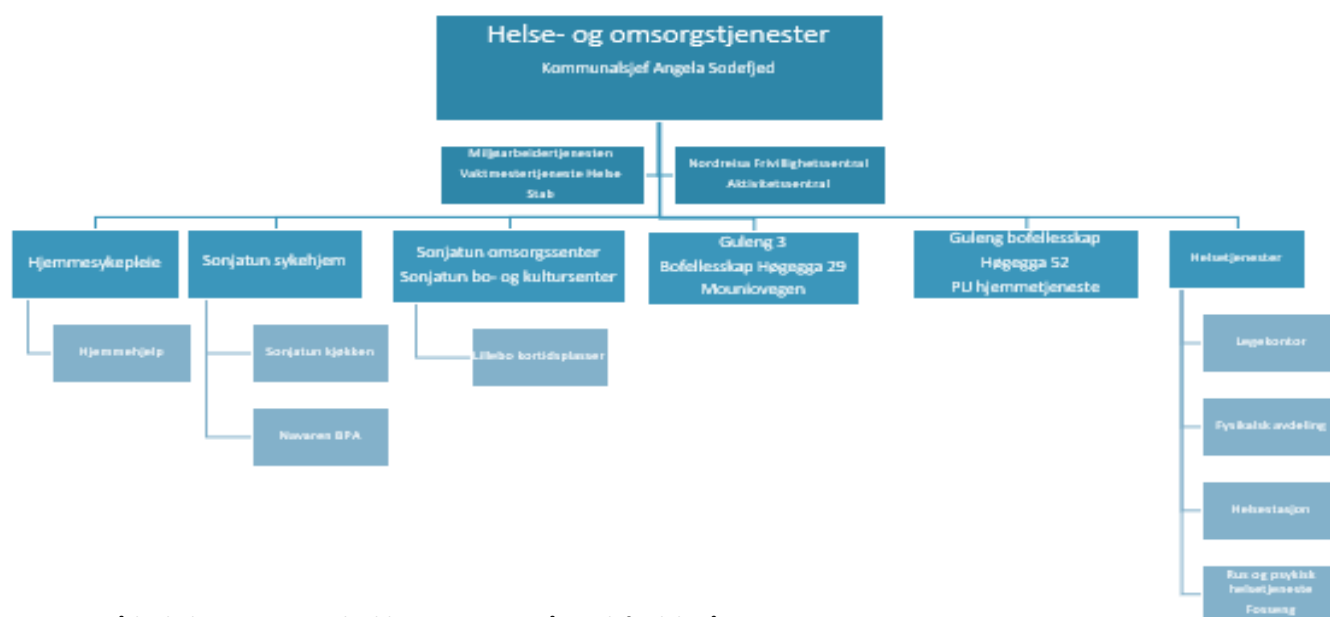 Helse- og omsorgstjenester
Kommunalsjef Angela Sodefjed
Miljøarbeidertjenesten
Vaktmestertjeneste Helse
Stab
Nordreisa Frivillighetssentral
Aktivitetssentral
Hjemmesykepleie
Sonjatun sykehjem
Sonjatun omsorgssenter
Sonjatun bo- og kultursenter
Guleng 3
Bofellesskap Høgegga 29
Mouniovegen
Guleng bofellesskap
Høgegga 52
PU hjemmetjeneste
Helsetjenester
Hjemmehjelp
Sonjatun kjøkken
Navaren BPA
Lillebo kortidsplasser
Legekontor
Fysikalsk avdeling
Helsestasjon
Rus og psykisk
helsetjeneste
Fosseng